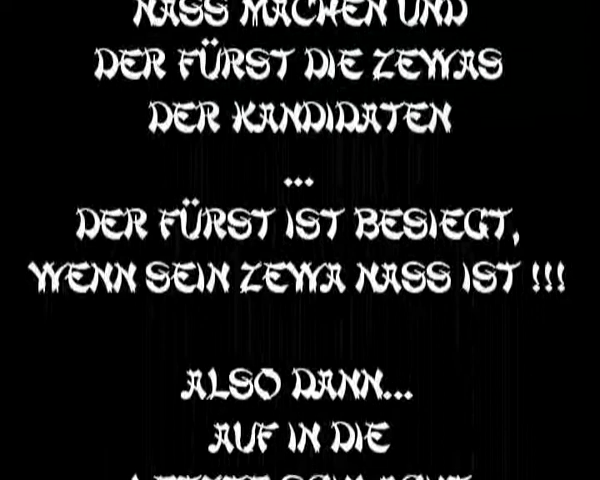 NASS MACHEN UND
DER FÜRST DIE ZEWAS
DER KANDIDATEN
...
DER FÜRST IST BESIEGT,
WENN SEIN ZEWA NASS IST !!!
ALSO DANN...
AUF IN DIE